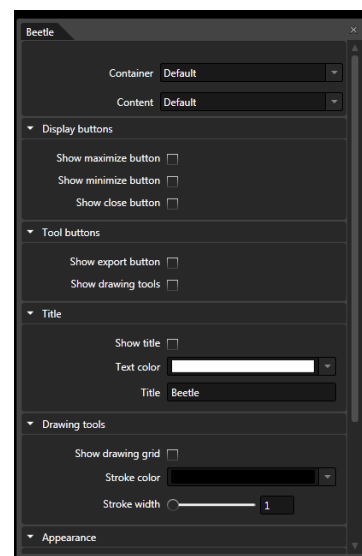 Beetle
Container Default
Content Default
Display buttons
Show maximize button
Show minimize button
Show close button
Tool buttons
Show export button
Show drawing tools
Title
Show title
Text color
Title Beetle
Drawing tools
Show drawing grid
Stroke color
Stroke width 1
Appearance